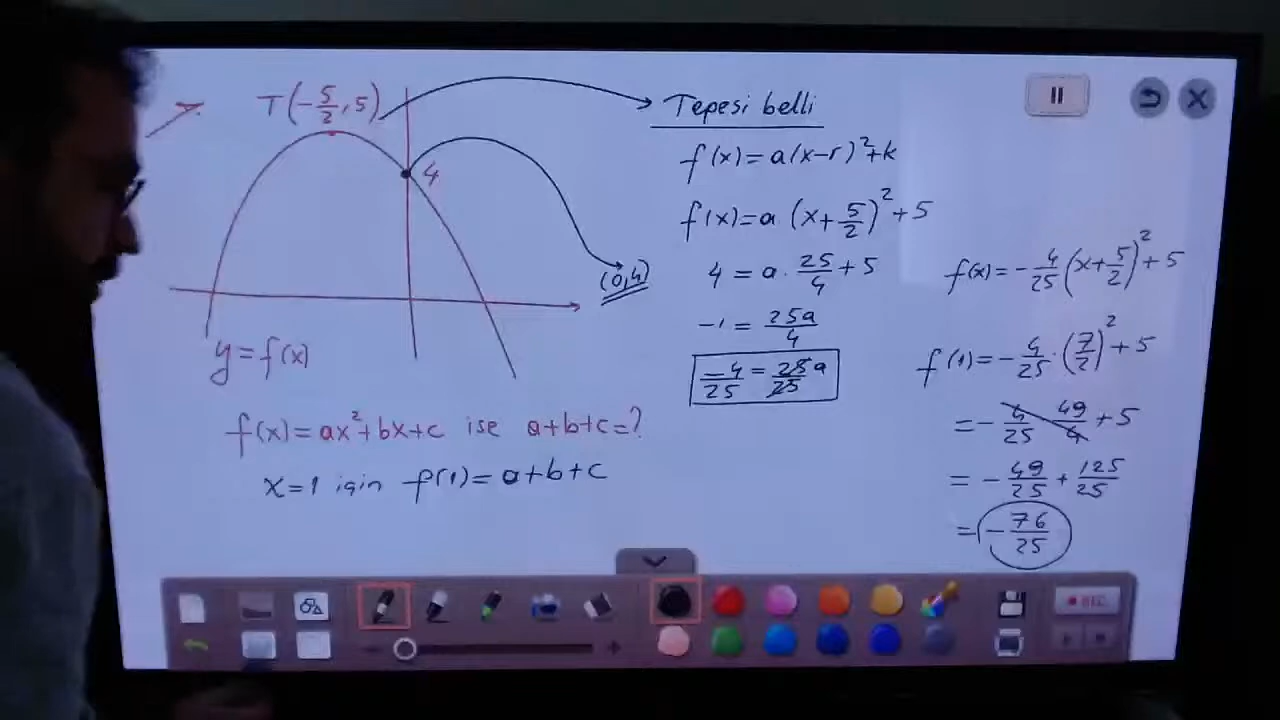 T(-5/2, 5)
4
(0,4)
y=f(x)
f(x)=ax²+bx+c ise a+b+c=?
x=1 için f(1)=a+b+c
Tepesi belli
f(x)=a(x-r)²+k
f(x)=a.(x+5/2)²+5
4=a.25/4+5
-1=25a/4
-4/25=25a/25
f(x)=-4/25(x+5/2)²+5
f(1)=-4/25.(7/2)²+5
=-4/25 49/4+5
=-49/25+125/25
=-76/25
REC